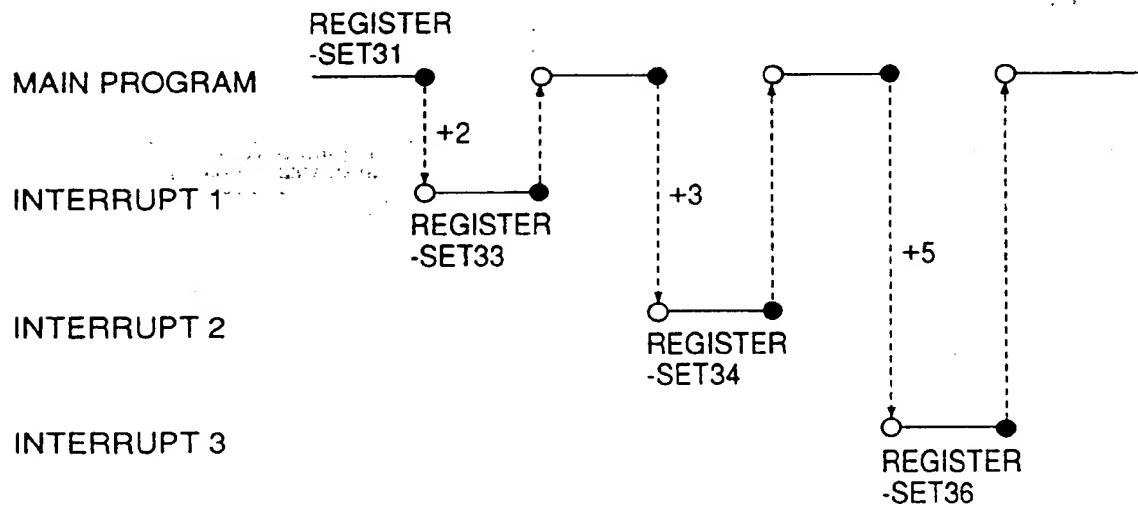 REGISTER
-SET31
MAIN PROGRAM
+2
INTERRUPT 1
+3
REGISTER
-SET33
+5
INTERRUPT 2
REGISTER
-SET34
INTERRUPT 3
REGISTER
-SET36